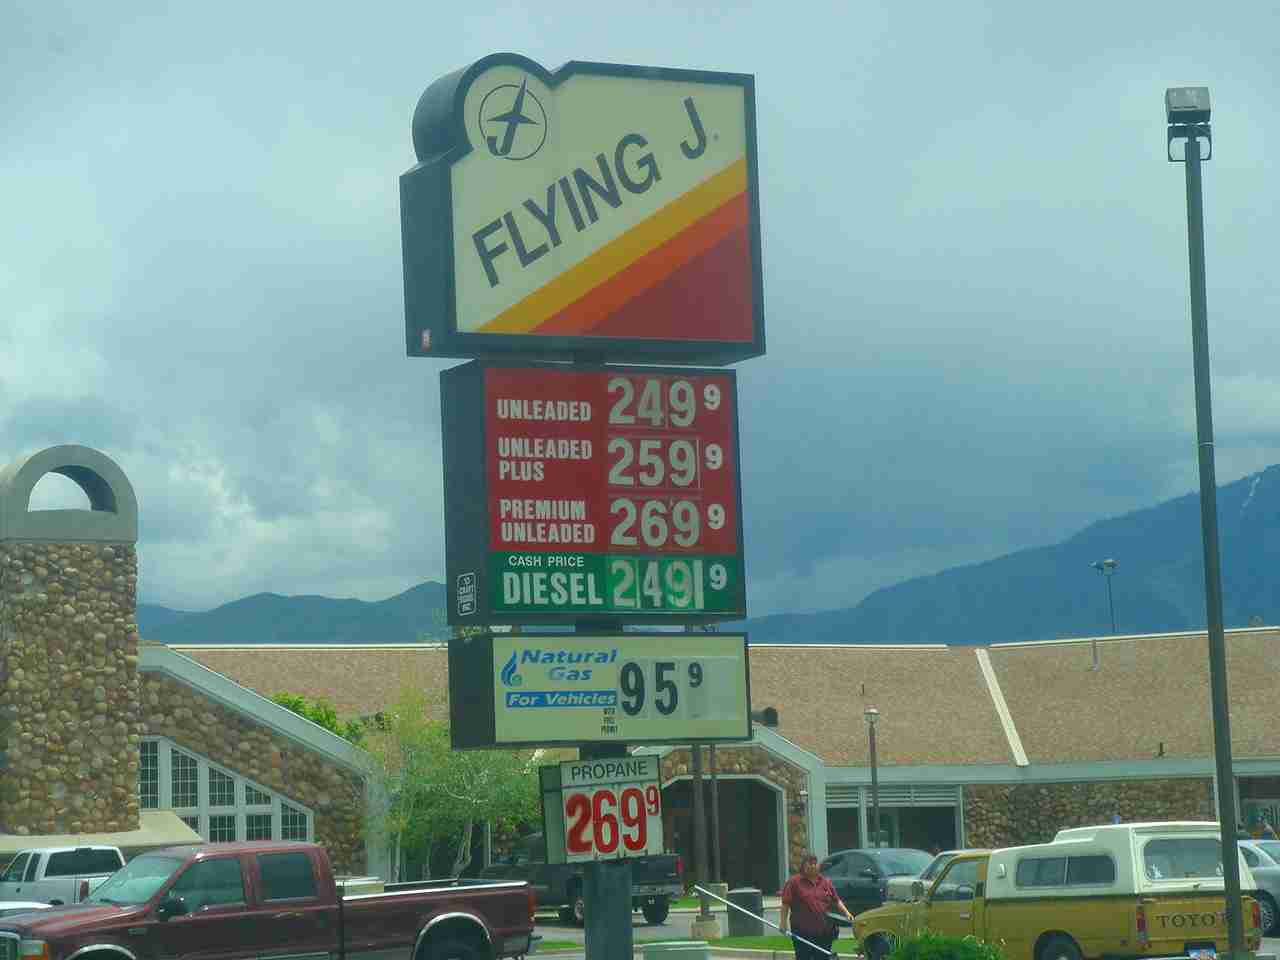 FLYING J.
UNLEADED 249 9
UNLEADED PLUS 259 9
PREMIUM UNLEADED 269 9
CASH PRICE
DIESEL 249 9
Natural Gas
For Vehicles 95 9
PROPANE
269 9
TOYO